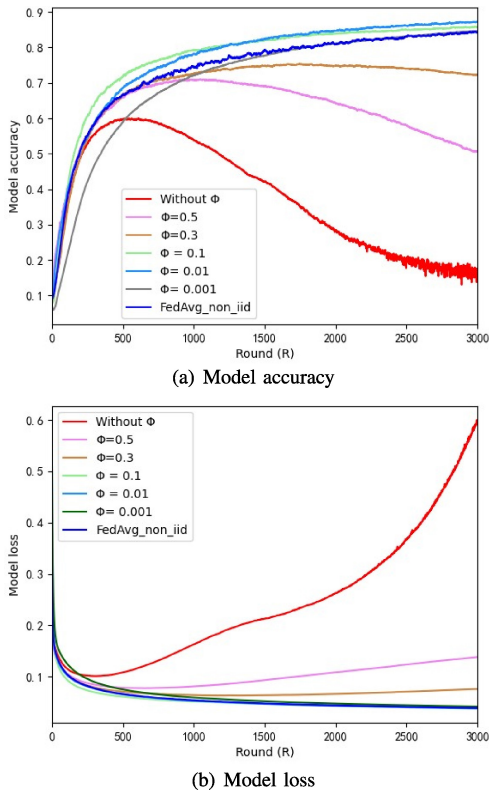 0.9
0.8
0.7
0.6
0.5
0.4
0.3
0.2
0.1
Model accuracy
Without Φ
Φ=0.5
Φ=0.3
Φ = 0.1
Φ= 0.01
Φ= 0.001
FedAvg_non_iid
0 500 1000 1500 2000 2500 3000
Round (R)
(a) Model accuracy
0.6
0.5
0.4
0.3
0.2
0.1
Model loss
Without Φ
Φ=0.5
Φ=0.3
Φ = 0.1
Φ = 0.01
Φ= 0.001
FedAvg_non_iid
0 500 1000 1500 2000 2500 3000
Round (R)
(b) Model loss